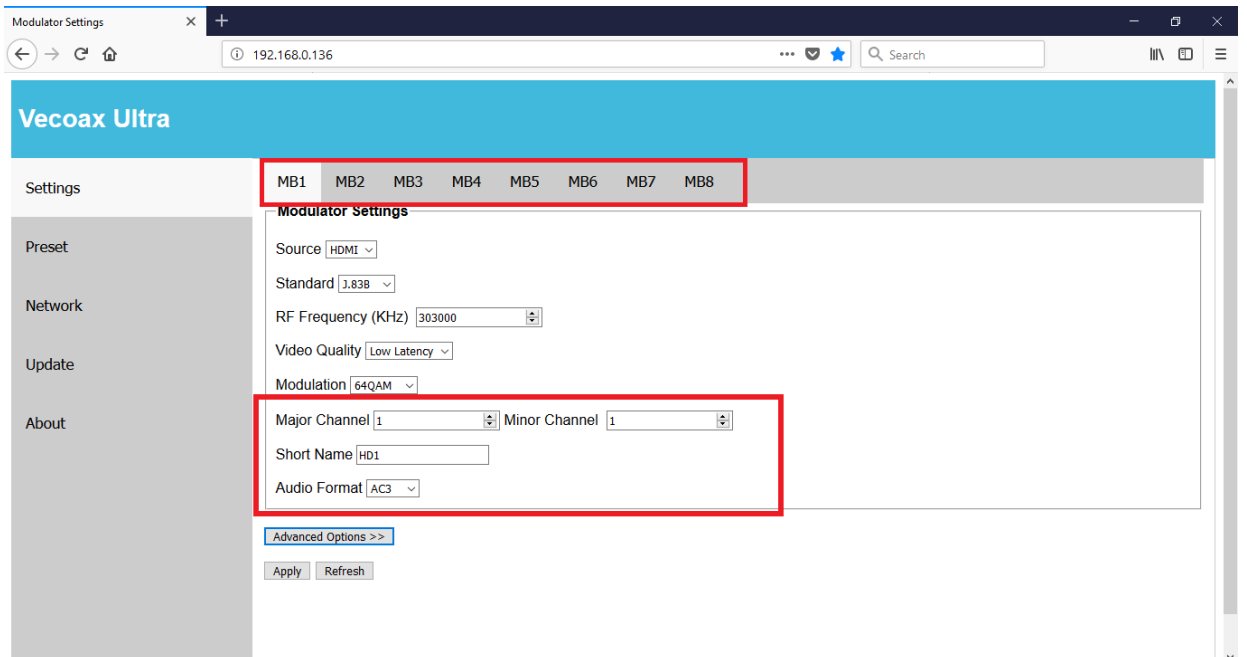 Modulator Settings
192.168.0.136
Search
Vecoax Ultra
Settings
Preset
Network
Update
About
MB1 MB2 MB3 MB4 MB5 MB6 MB7 MB8
Modulator Settings
Source HDMI
Standard J.83B
RF Frequency (KHz) 303000
Video Quality Low Latency
Modulation 64QAM
Major Channel 1 Minor Channel 1
Short Name HD1
Audio Format AC3
Advanced Options >>
Apply Refresh